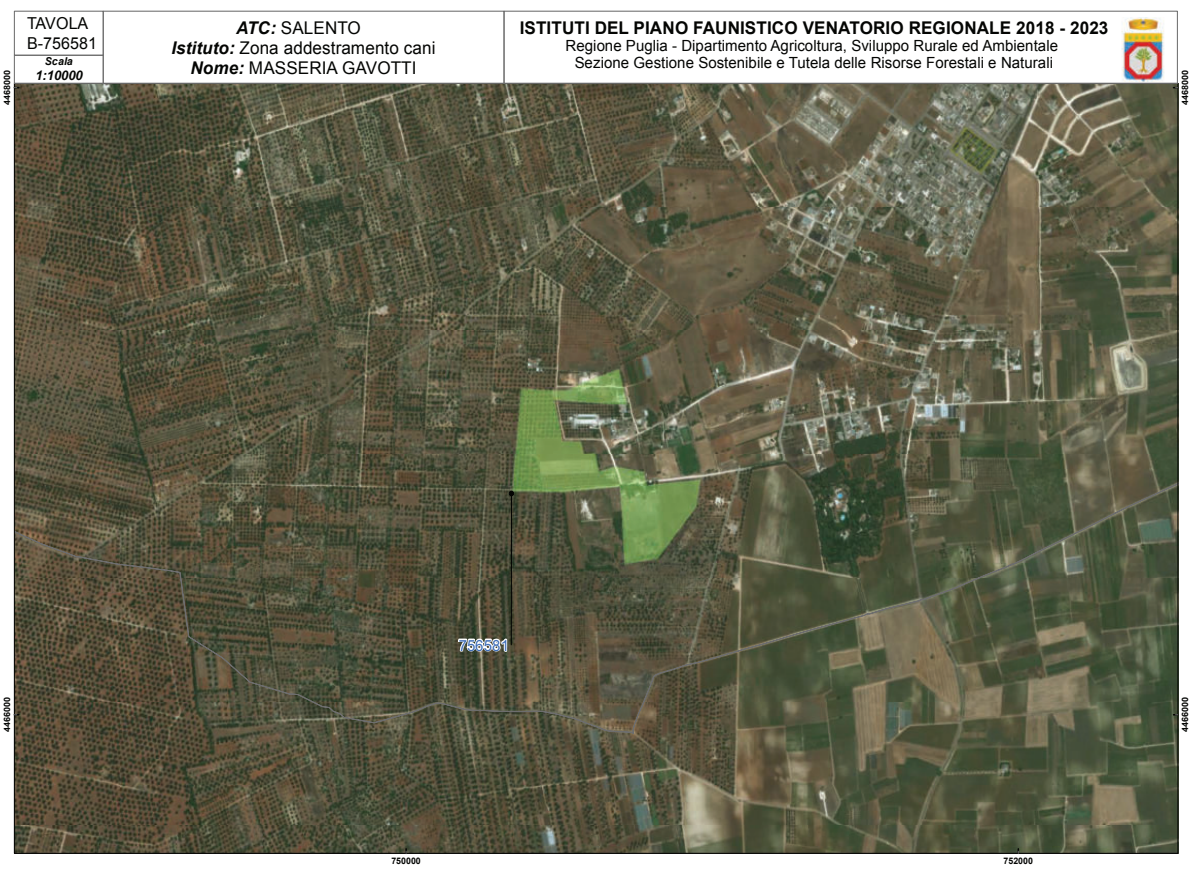 TAVOLA
B-756581
Scala
1:10000
ATC: SALENTO
Istituto: Zona addestramento cani
Nome: MASSERIA GAVOTTI
ISTITUTI DEL PIANO FAUNISTICO VENATORIO REGIONALE 2018 - 2023
Regione Puglia - Dipartimento Agricoltura, Sviluppo Rurale ed Ambientale
Sezione Gestione Sostenibile e Tutela delle Risorse Forestali e Naturali
4468000
4468000
756581
4466000
4466000
750000
752000